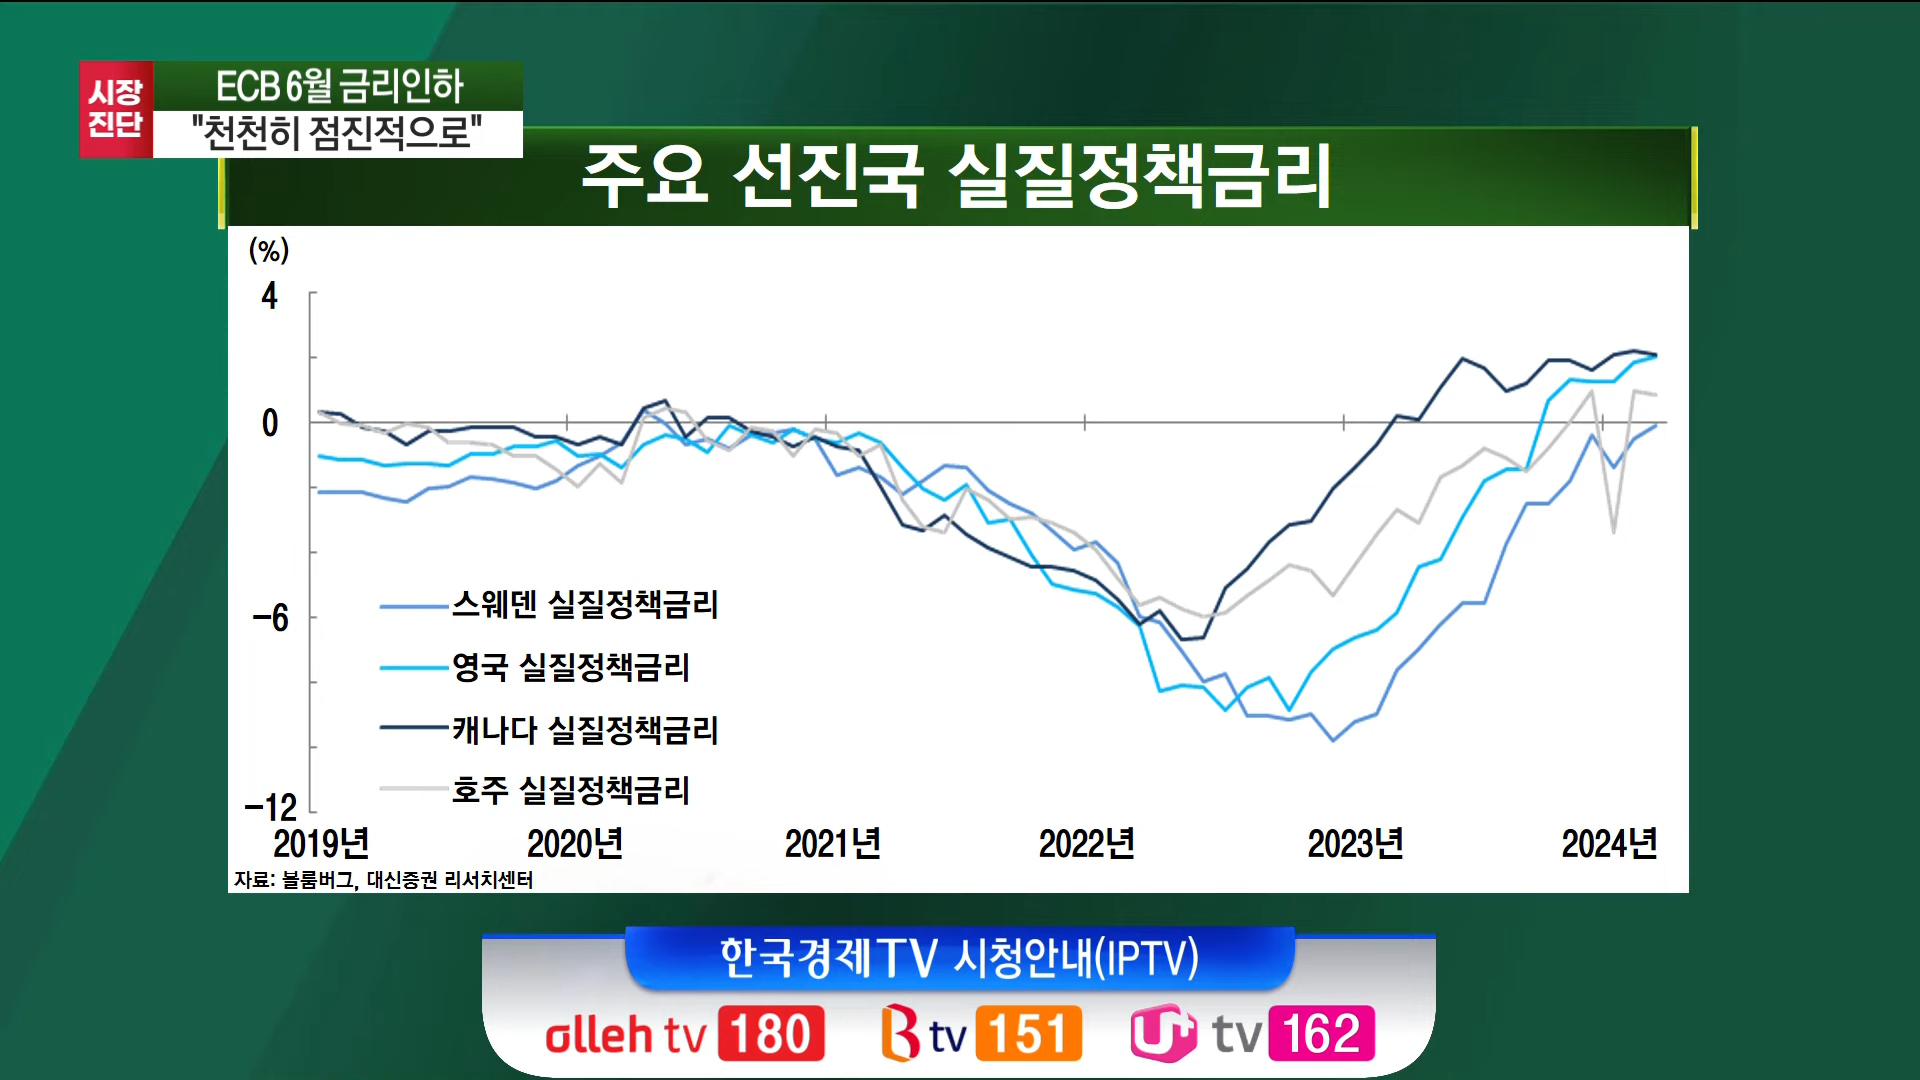 시장
진단
ECB 6월 금리인하
"천천히 점진적으로"
주요 선진국 실질정책금리
(%)
4
0
-6
-12
스웨덴 실질정책금리
영국 실질정책금리
캐나다 실질정책금리
호주 실질정책금리
2019년 2020년 2021년 2022년 2023년 2024년
자료: 블룸버그, 대신증권 리서치센터
한국경제TV 시청안내(IPTV)
olleh tv 180 B tv 151 U+ tv 162